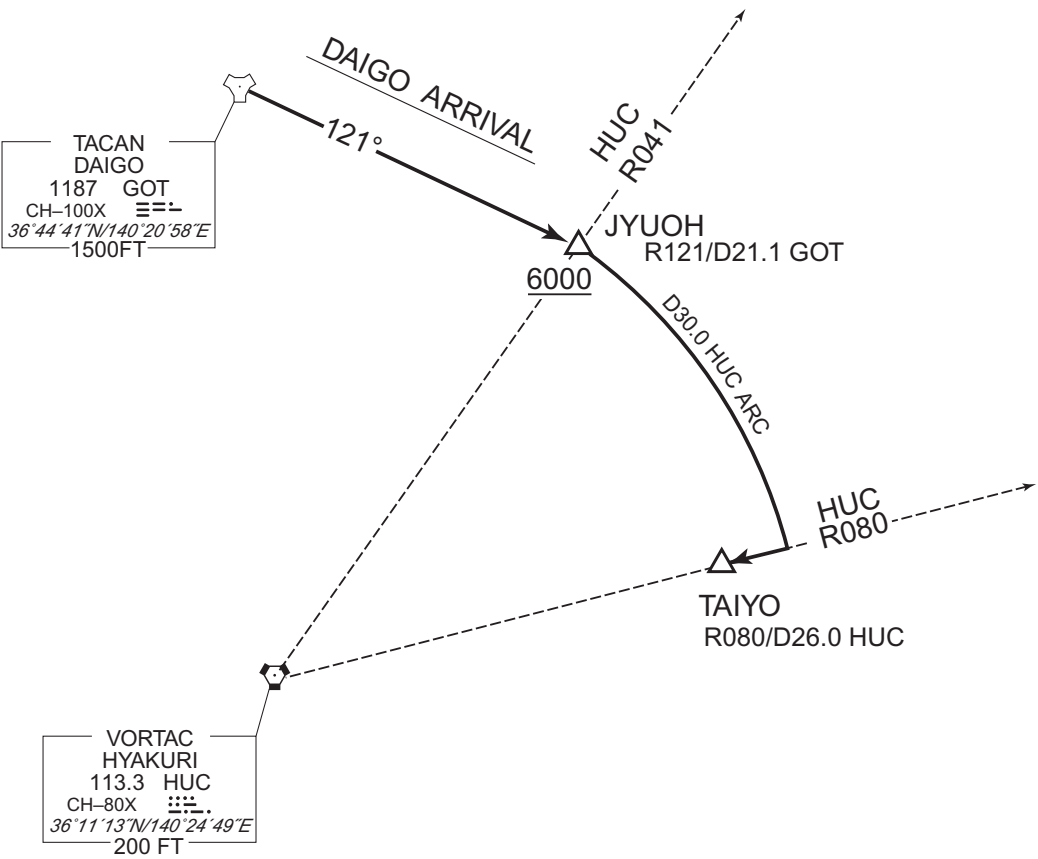 DAIGO ARRIVAL
121°
HUC
R041
TACAN
DAIGO
1187 GOT
CH–100X
36°44´41˝N/140°20´58˝E
1500FT
JYUOH
R121/D21.1 GOT
6000
D30.0 HUC ARC
HUC
R080
TAIYO
R080/D26.0 HUC
VORTAC
HYAKURI
113.3 HUC
CH–80X
36°11´13˝N/140°24´49˝E
200 FT